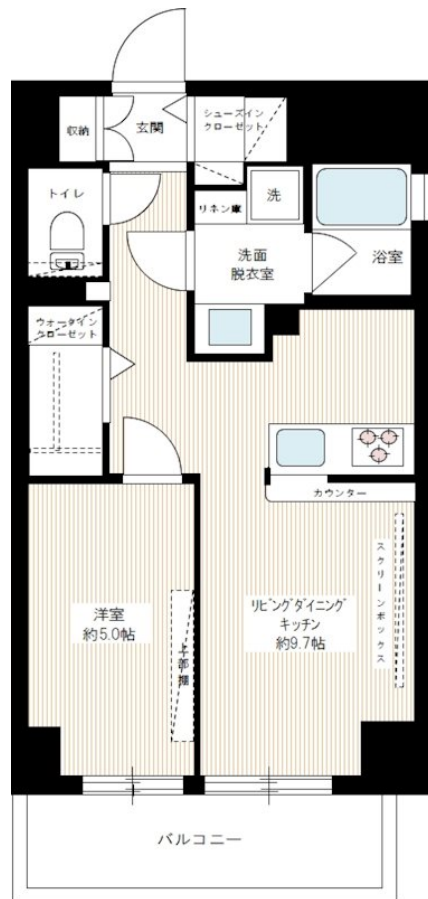 収納
玄関
シューズイン
クローゼット
トイレ
リネン庫
洗
洗面
脱衣室
浴室
ウォークイン
クローゼット
カウンター
スクリーンボックス
洋室
約5.0帖
上部棚
リビングダイニング
キッチン
約9.7帖
バルコニー